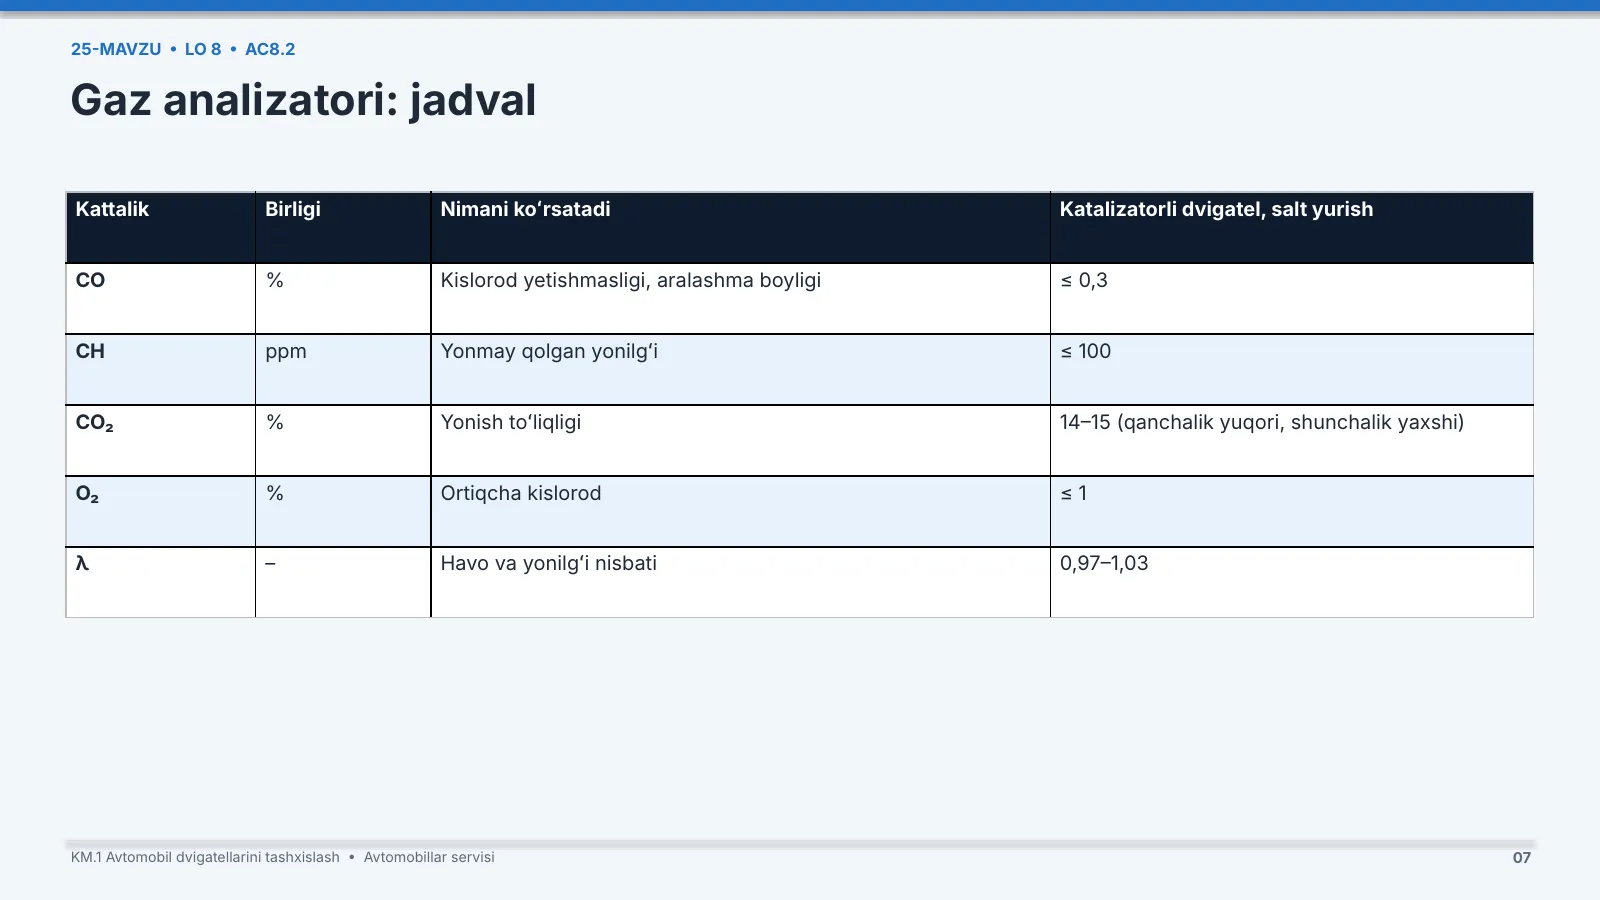 25-MAVZU • LO 8 • AC8.2
Gaz analizatori: jadval
Kattalik Birligi Nimani koʻrsatadi Katalizatorli dvigatel, salt yurish
CO % Kislorod yetishmasligi, aralashma boyligi ≤ 0,3
CH ppm Yonmay qolgan yonilgʻi ≤ 100
CO₂ % Yonish toʻliqligi 14–15 (qanchalik yuqori, shunchalik yaxshi)
O₂ % Ortiqcha kislorod ≤ 1
λ – Havo va yonilgʻi nisbati 0,97–1,03
KM.1 Avtomobil dvigatellarini tashxislash • Avtomobillar servisi 07